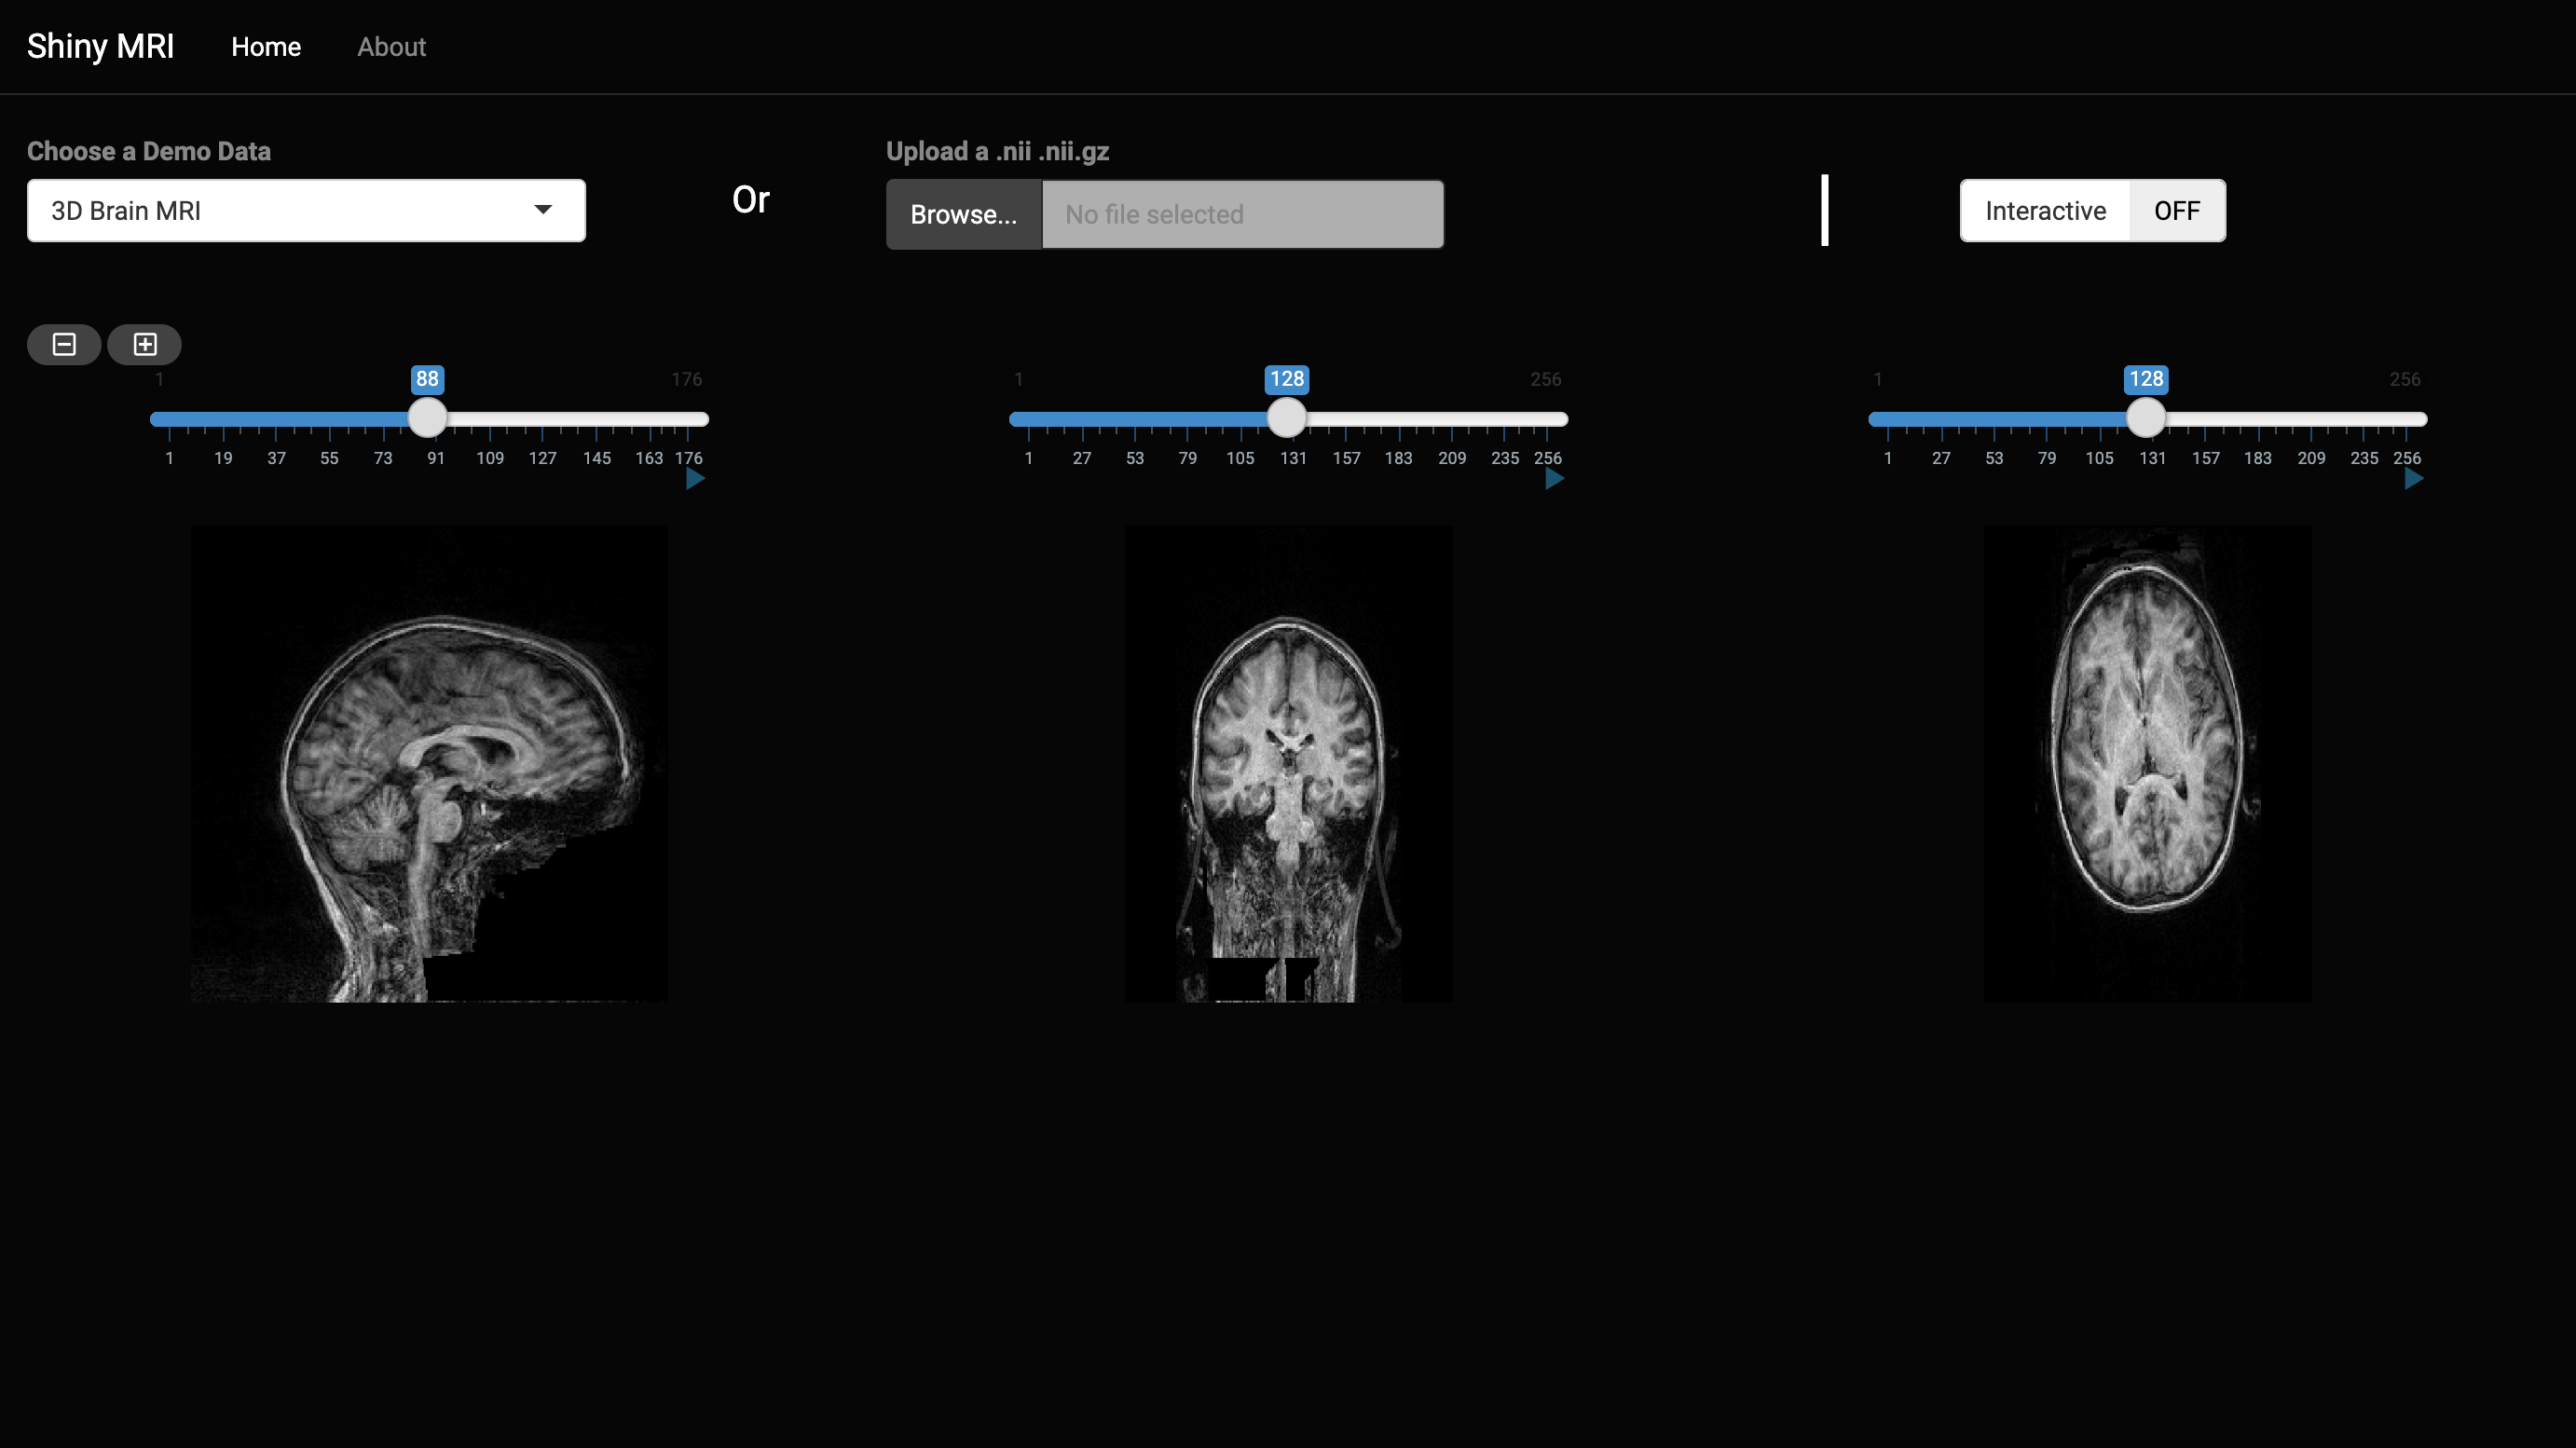 Shiny MRI Home About
Choose a Demo Data
3D Brain MRI
Or
Upload a .nii .nii.gz
Browse... No file selected
Interactive OFF
1 88 176
1 19 37 55 73 91 109 127 145 163 176
1 128 256
1 27 53 79 105 131 157 183 209 235 256
1 128 256
1 27 53 79 105 131 157 183 209 235 256